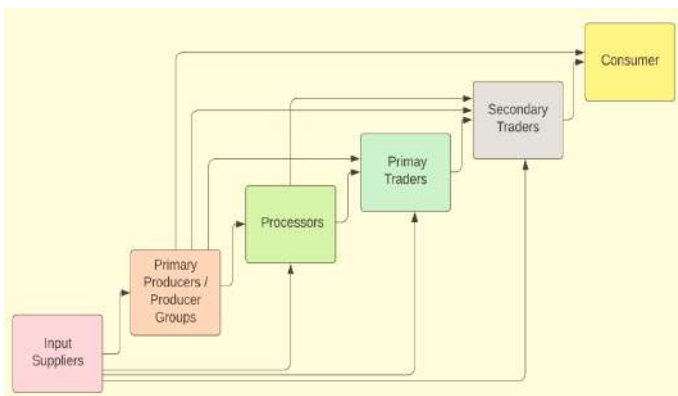 Consumer
Secondary
Traders
Primay
Traders
Processors
Primary
Producers /
Producer
Groups
Input
Suppliers